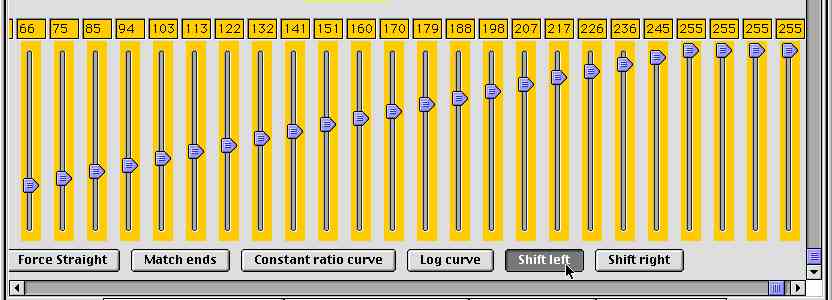 66 75 85 94 103 113 122 132 141 151 160 170 179 188 198 207 217 226 236 245 255 255 255 255
Force Straight Match ends Constant ratio curve Log curve Shift left Shift right